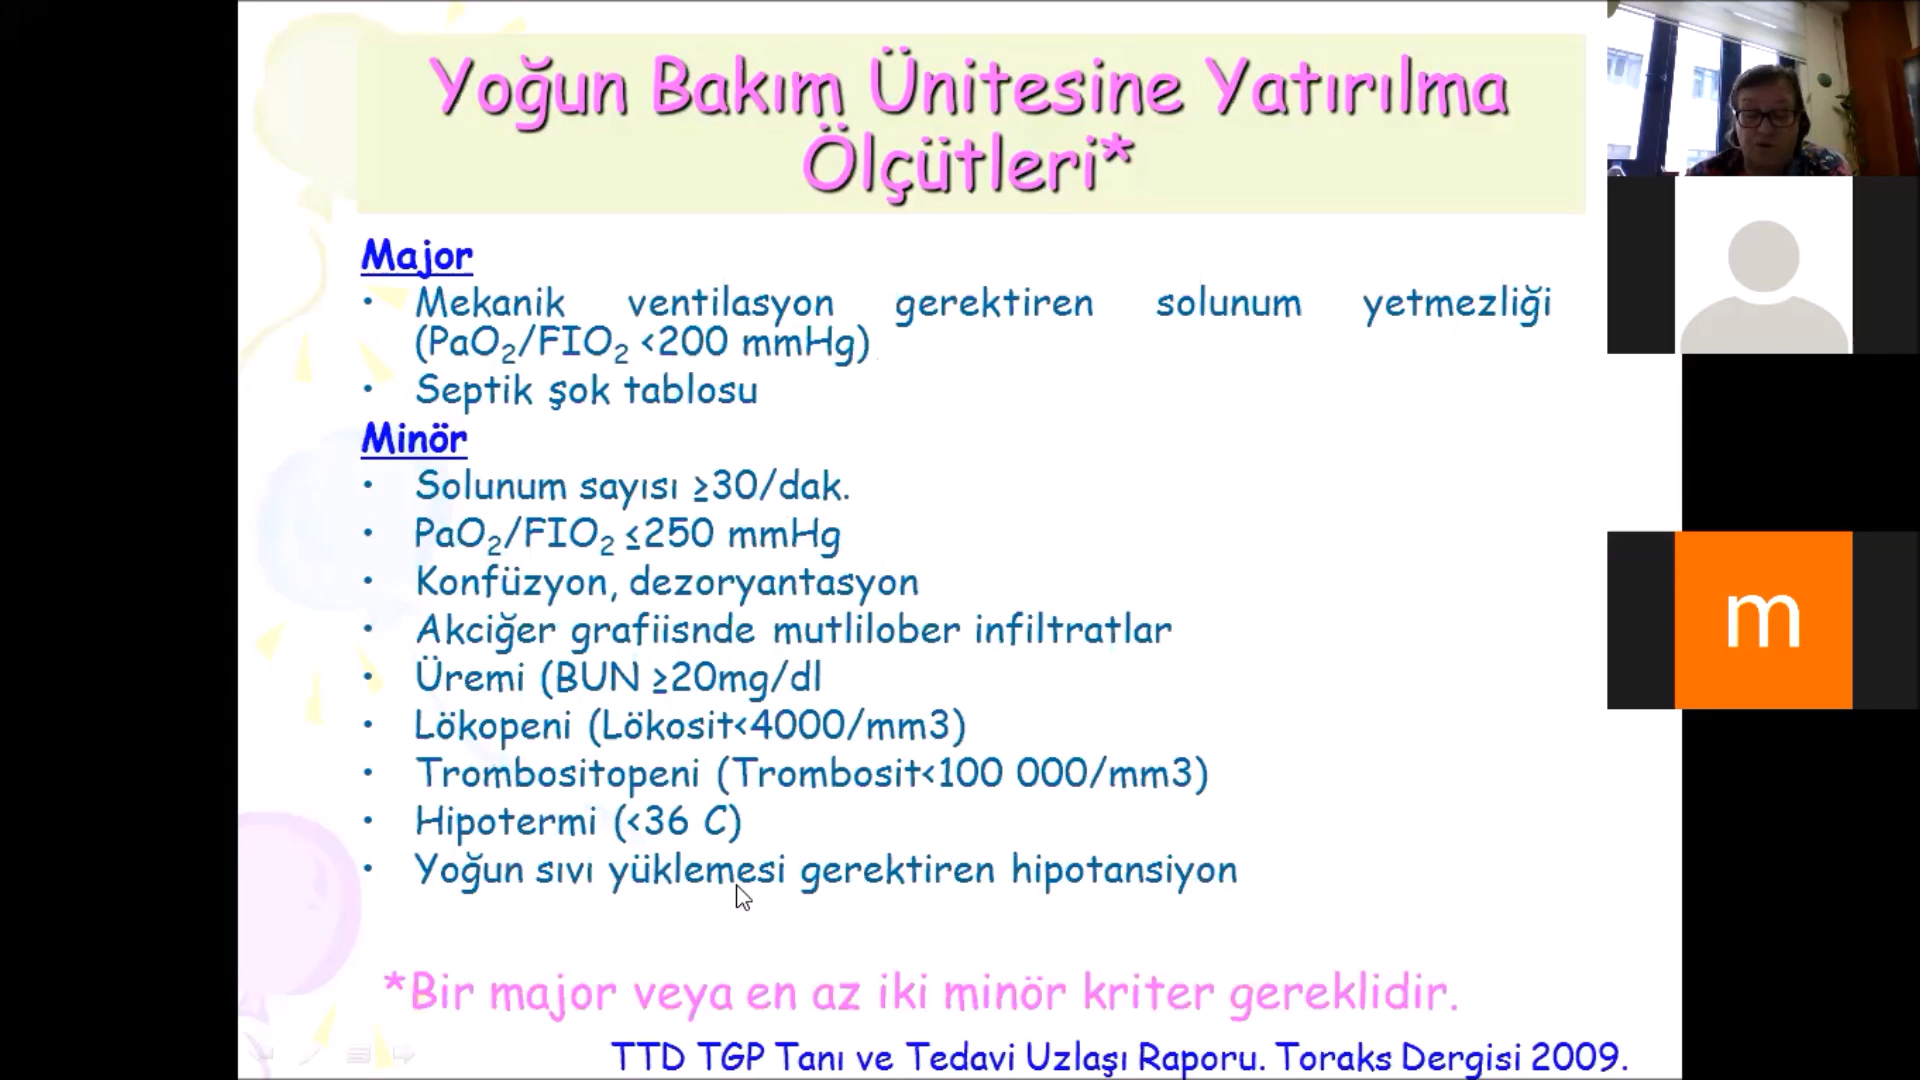 Yoğun Bakım Ünitesine Yatırılma
Ölçütleri*
Major
• Mekanik ventilasyon gerektiren solunum yetmezliği
(PaO₂/FIO₂ <200 mmHg)
• Septik şok tablosu
Minör
• Solunum sayısı ≥30/dak.
• PaO₂/FIO₂ ≤250 mmHg
• Konfüzyon, dezoryantasyon
• Akciğer grafiisnde mutlilober infiltratlar
• Üremi (BUN ≥20mg/dl
• Lökopeni (Lökosit<4000/mm3)
• Trombositopeni (Trombosit<100 000/mm3)
• Hipotermi (<36 C)
• Yoğun sıvı yüklemesi gerektiren hipotansiyon
*Bir major veya en az iki minör kriter gereklidir.
TTD TGP Tanı ve Tedavi Uzlaşı Raporu. Toraks Dergisi 2009.
m